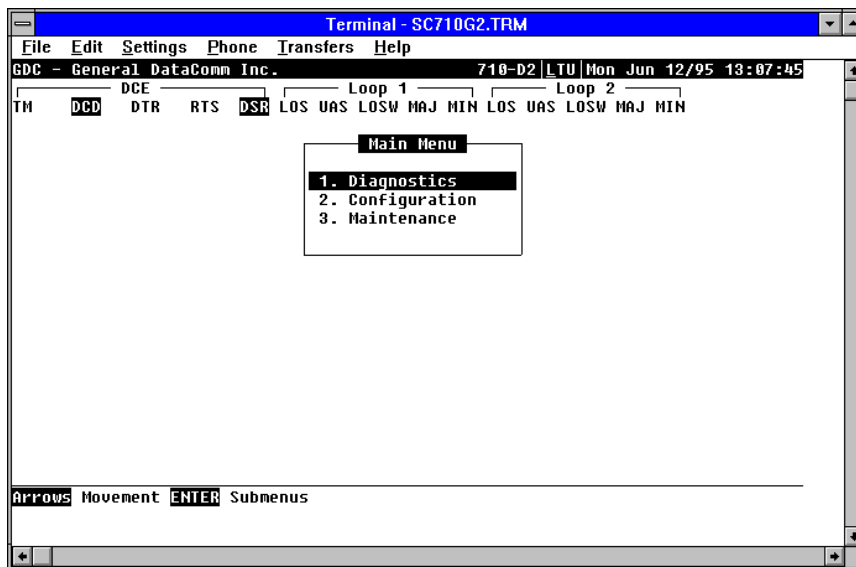 Terminal - SC710G2.TRM
File Edit Settings Phone Transfers Help
GDC - General DataComm Inc. 710-D2|LTU|Mon Jun 12/95 13:07:45
DCE Loop 1 Loop 2
TM DCD DTR RTS DSR LOS UAS LOSW MAJ MIN LOS UAS LOSW MAJ MIN
Main Menu
1. Diagnostics
2. Configuration
3. Maintenance
Arrows Movement ENTER Submenus